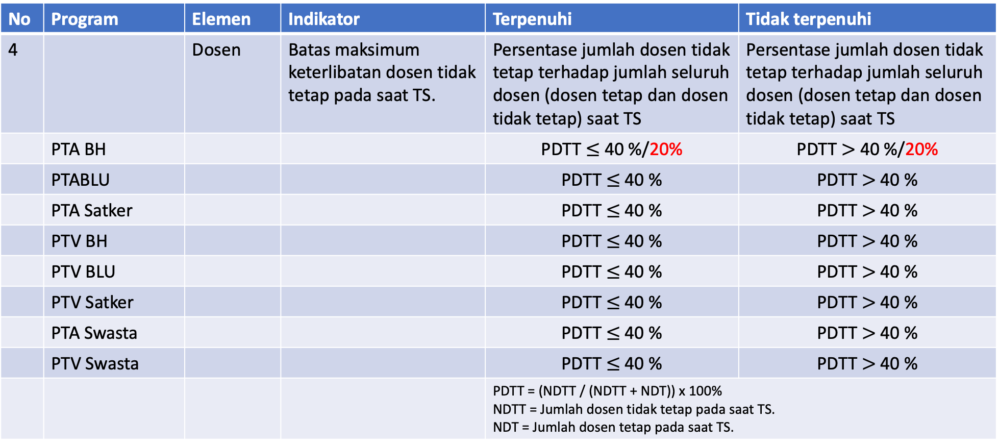 No Program Elemen Indikator Terpenuhi Tidak terpenuhi
4 Dosen Batas maksimum Persentase jumlah dosen tidak Persentase jumlah dosen tidak
keterlibatan dosen tidak tetap terhadap jumlah seluruh tetap terhadap jumlah seluruh
tetap pada saat TS. dosen (dosen tetap dan dosen dosen (dosen tetap dan dosen
tidak tetap) saat TS tidak tetap) saat TS
PTA BH PDTT ≤ 40 %/20% PDTT > 40 %/20%
PTABLU PDTT ≤ 40 % PDTT > 40 %
PTA Satker PDTT ≤ 40 % PDTT > 40 %
PTV BH PDTT ≤ 40 % PDTT > 40 %
PTV BLU PDTT ≤ 40 % PDTT > 40 %
PTV Satker PDTT ≤ 40 % PDTT > 40 %
PTA Swasta PDTT ≤ 40 % PDTT > 40 %
PTV Swasta PDTT ≤ 40 % PDTT > 40 %
PDTT = (NDTT / (NDTT + NDT)) x 100%
NDTT = Jumlah dosen tidak tetap pada saat TS.
NDT = Jumlah dosen tetap pada saat TS.